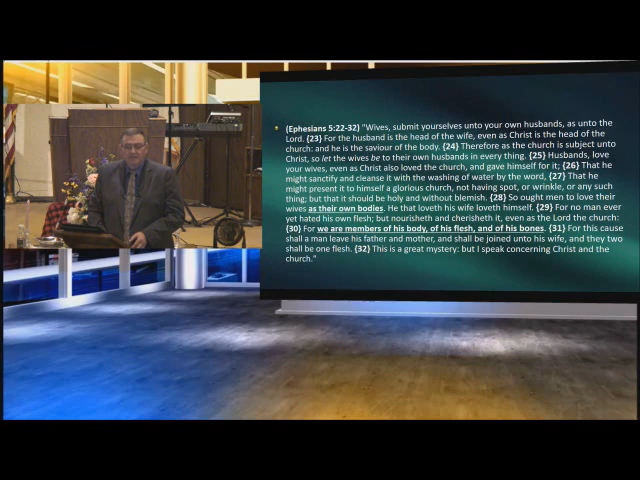 (Ephesians 5:22-32) "Wives, submit yourselves unto your own husbands, as unto the
Lord. {23} For the husband is the head of the wife, even as Christ is the head of the
church: and he is the saviour of the body. {24} Therefore as the church is subject unto
Christ, so let the wives be to their own husbands in every thing. {25} Husbands, love
your wives, even as Christ also loved the church, and gave himself for it; {26} That he
might sanctify and cleanse it with the washing of water by the word, {27} That he
might present it to himself a glorious church, not having spot, or wrinkle, or any such
thing; but that it should be holy and without blemish. {28} So ought men to love their
wives as their own bodies. He that loveth his wife loveth himself. {29} For no man ever
yet hated his own flesh; but nourisheth and cherisheth it, even as the Lord the church:
{30} For we are members of his body, of his flesh, and of his bones. {31} For this cause
shall a man leave his father and mother, and shall be joined unto his wife, and they two
shall be one flesh. {32} This is a great mystery: but I speak concerning Christ and the
church."